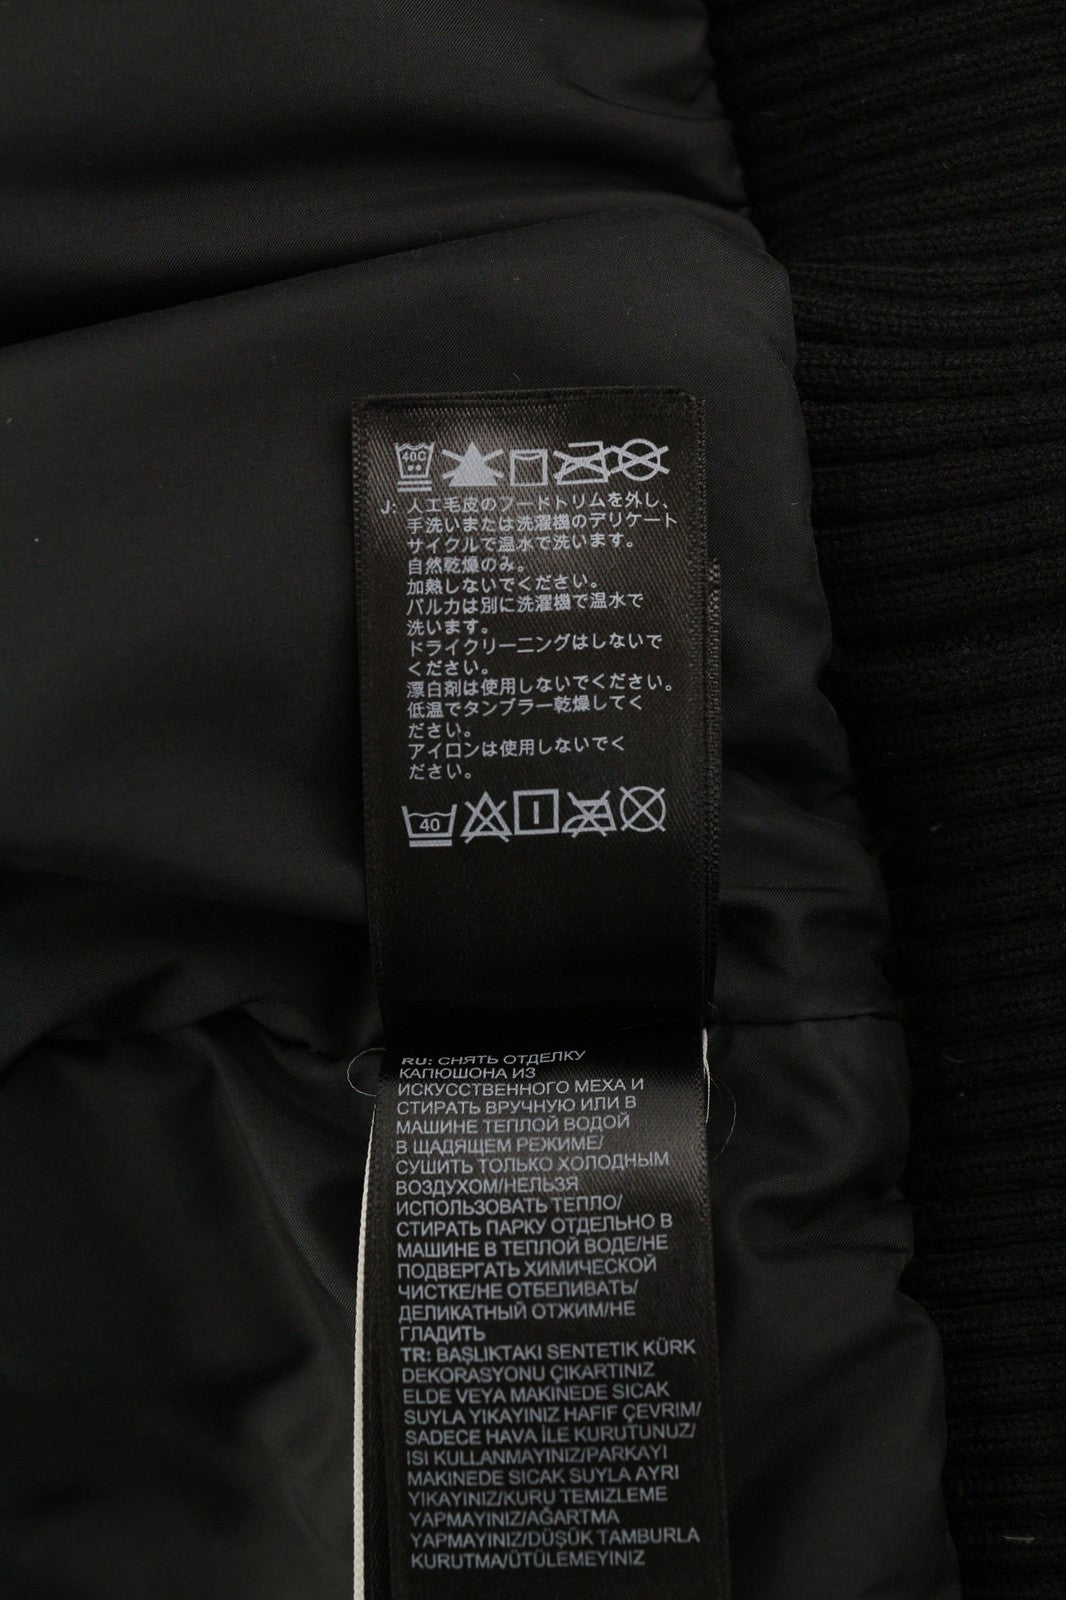 40C
J: 人工毛皮のフードトリムを外し、
手洗いまたは洗濯機のデリケート
サイクルで温水で洗います。
自然乾燥のみ。
加熱しないでください。
パルカは別に洗濯機で温水で
洗います。
ドライクリーニングはしないで
ください。
漂白剤は使用しないでください。
低温でタンブラー乾燥してく
ださい。
アイロンは使用しないでく
ださい。
40
RU: СНЯТЬ ОТДЕЛКУ
КАПЮШОНА ИЗ
ИСКУССТВЕННОГО МЕХА И
СТИРАТЬ ВРУЧНУЮ ИЛИ В
МАШИНЕ ТЕПЛОЙ ВОДОЙ
В ЩАДЯЩЕМ РЕЖИМЕ/
СУШИТЬ ТОЛЬКО ХОЛОДНЫМ
ВОЗДУХОМ/НЕЛЬЗЯ
ИСПОЛЬЗОВАТЬ ТЕПЛО/
СТИРАТЬ ПАРКУ ОТДЕЛЬНО В
МАШИНЕ В ТЕПЛОЙ ВОДЕ/НЕ
ПОДВЕРГАТЬ ХИМИЧЕСКОЙ
ЧИСТКЕ/НЕ ОТБЕЛИВАТЬ/
ДЕЛИКАТНЫЙ ОТЖИМ/НЕ
ГЛАДИТЬ
TR: BAŞLIKTAKI SENTETIK KÜRK
DEKORASYONU ÇIKARTINIZ
ELDE VEYA MAKINEDE SICAK
SUYLA YIKAYINIZ HAFIF ÇEVRIM/
SADECE HAVA İLE KURUTUNUZ/
ISI KULLANMAYINIZ/PARKAYI
MAKINEDE SICAK SUYLA AYRI
YIKAYINIZ/KURU TEMIZLEME
YAPMAYINIZ/AĞARTMA
YAPMAYINIZ/DÜŞÜK TAMBURLA
KURUTMA/ÜTÜLEMEYINIZ